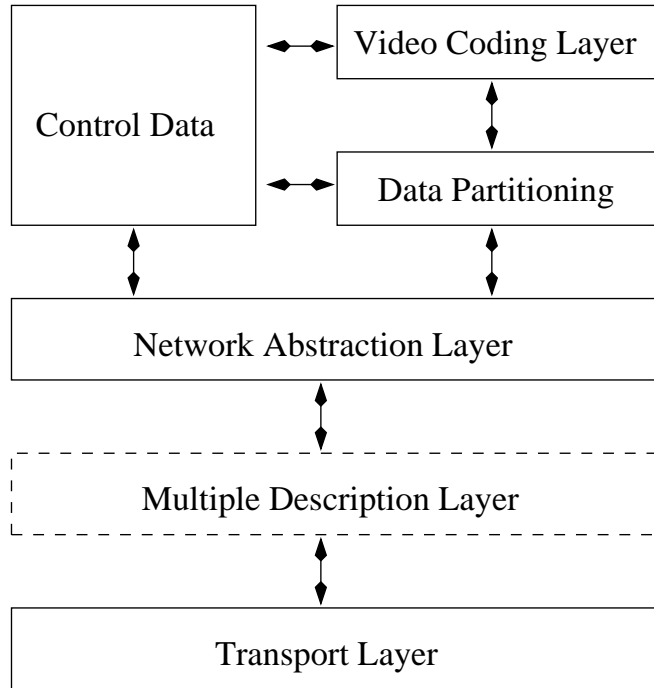 Video Coding Layer
Control Data
Data Partitioning
Network Abstraction Layer
Multiple Description Layer
Transport Layer